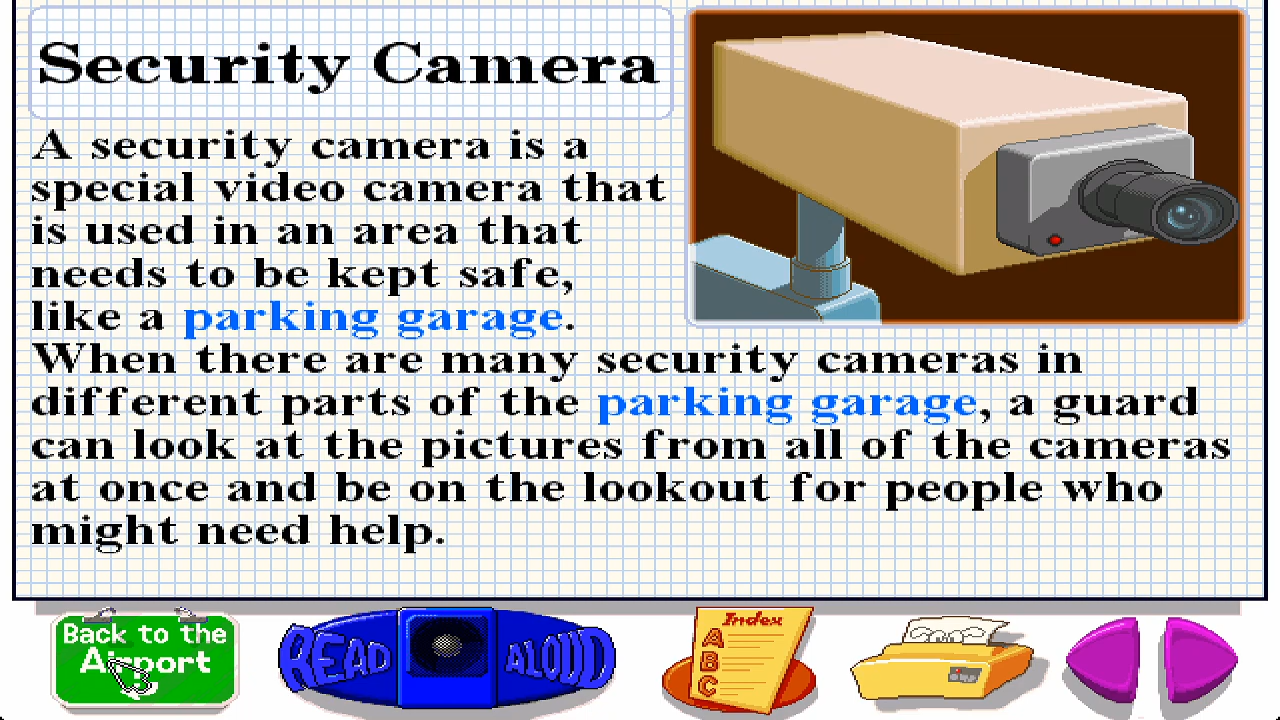 Security Camera
A security camera is a
special video camera that
is used in an area that
needs to be kept safe,
like a parking garage.
When there are many security cameras in
different parts of the parking garage, a guard
can look at the pictures from all of the cameras
at once and be on the lookout for people who
might need help.
Back to the
Airport
READ ALOUD
Index
A
B
C